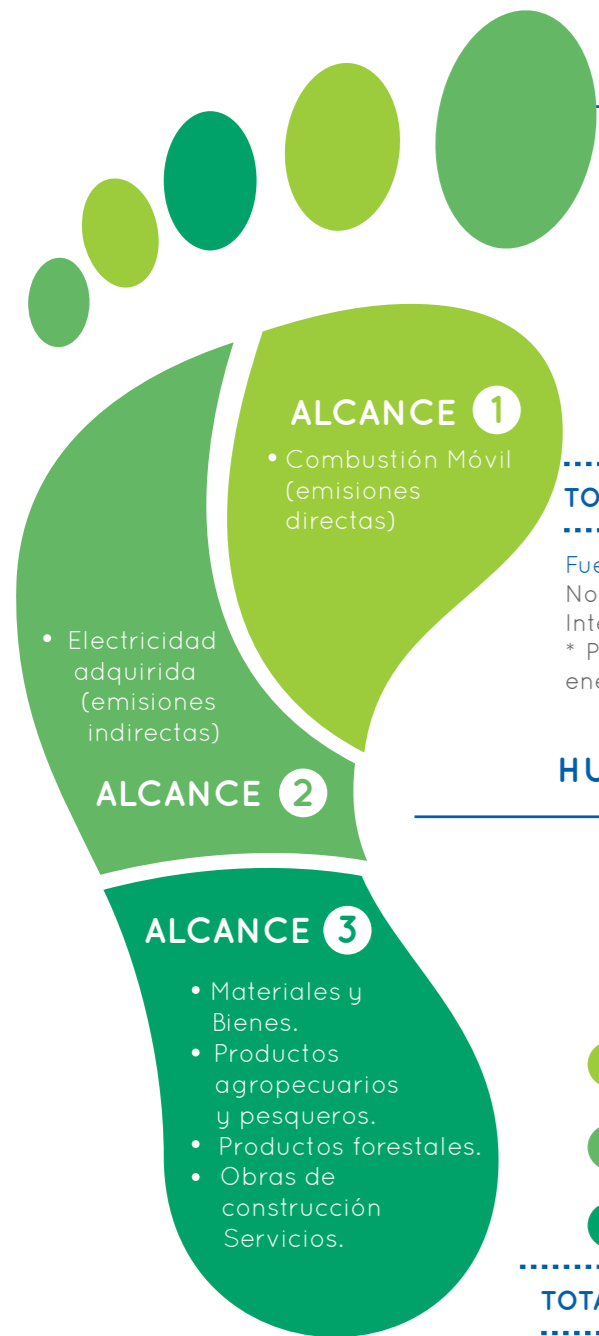 ALCANCE 1
• Combustión Móvil
(emisiones
directas)
• Electricidad
adquirida
(emisiones
indirectas)
ALCANCE 2
ALCANCE 3
• Materiales y
Bienes.
• Productos
agropecuarios
y pesqueros.
• Productos forestales.
• Obras de
construcción
Servicios.
TO
Fue
No
Inte
* P
ene
HU
TOTA